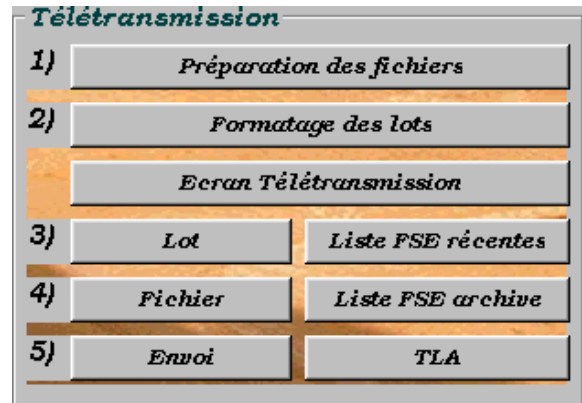 Télétransmission
1) Préparation des fichiers
2) Formatage des lots
Ecran Télétransmission
3) Lot Liste FSE récentes
4) Fichier Liste FSE archive
5) Envoi TLA